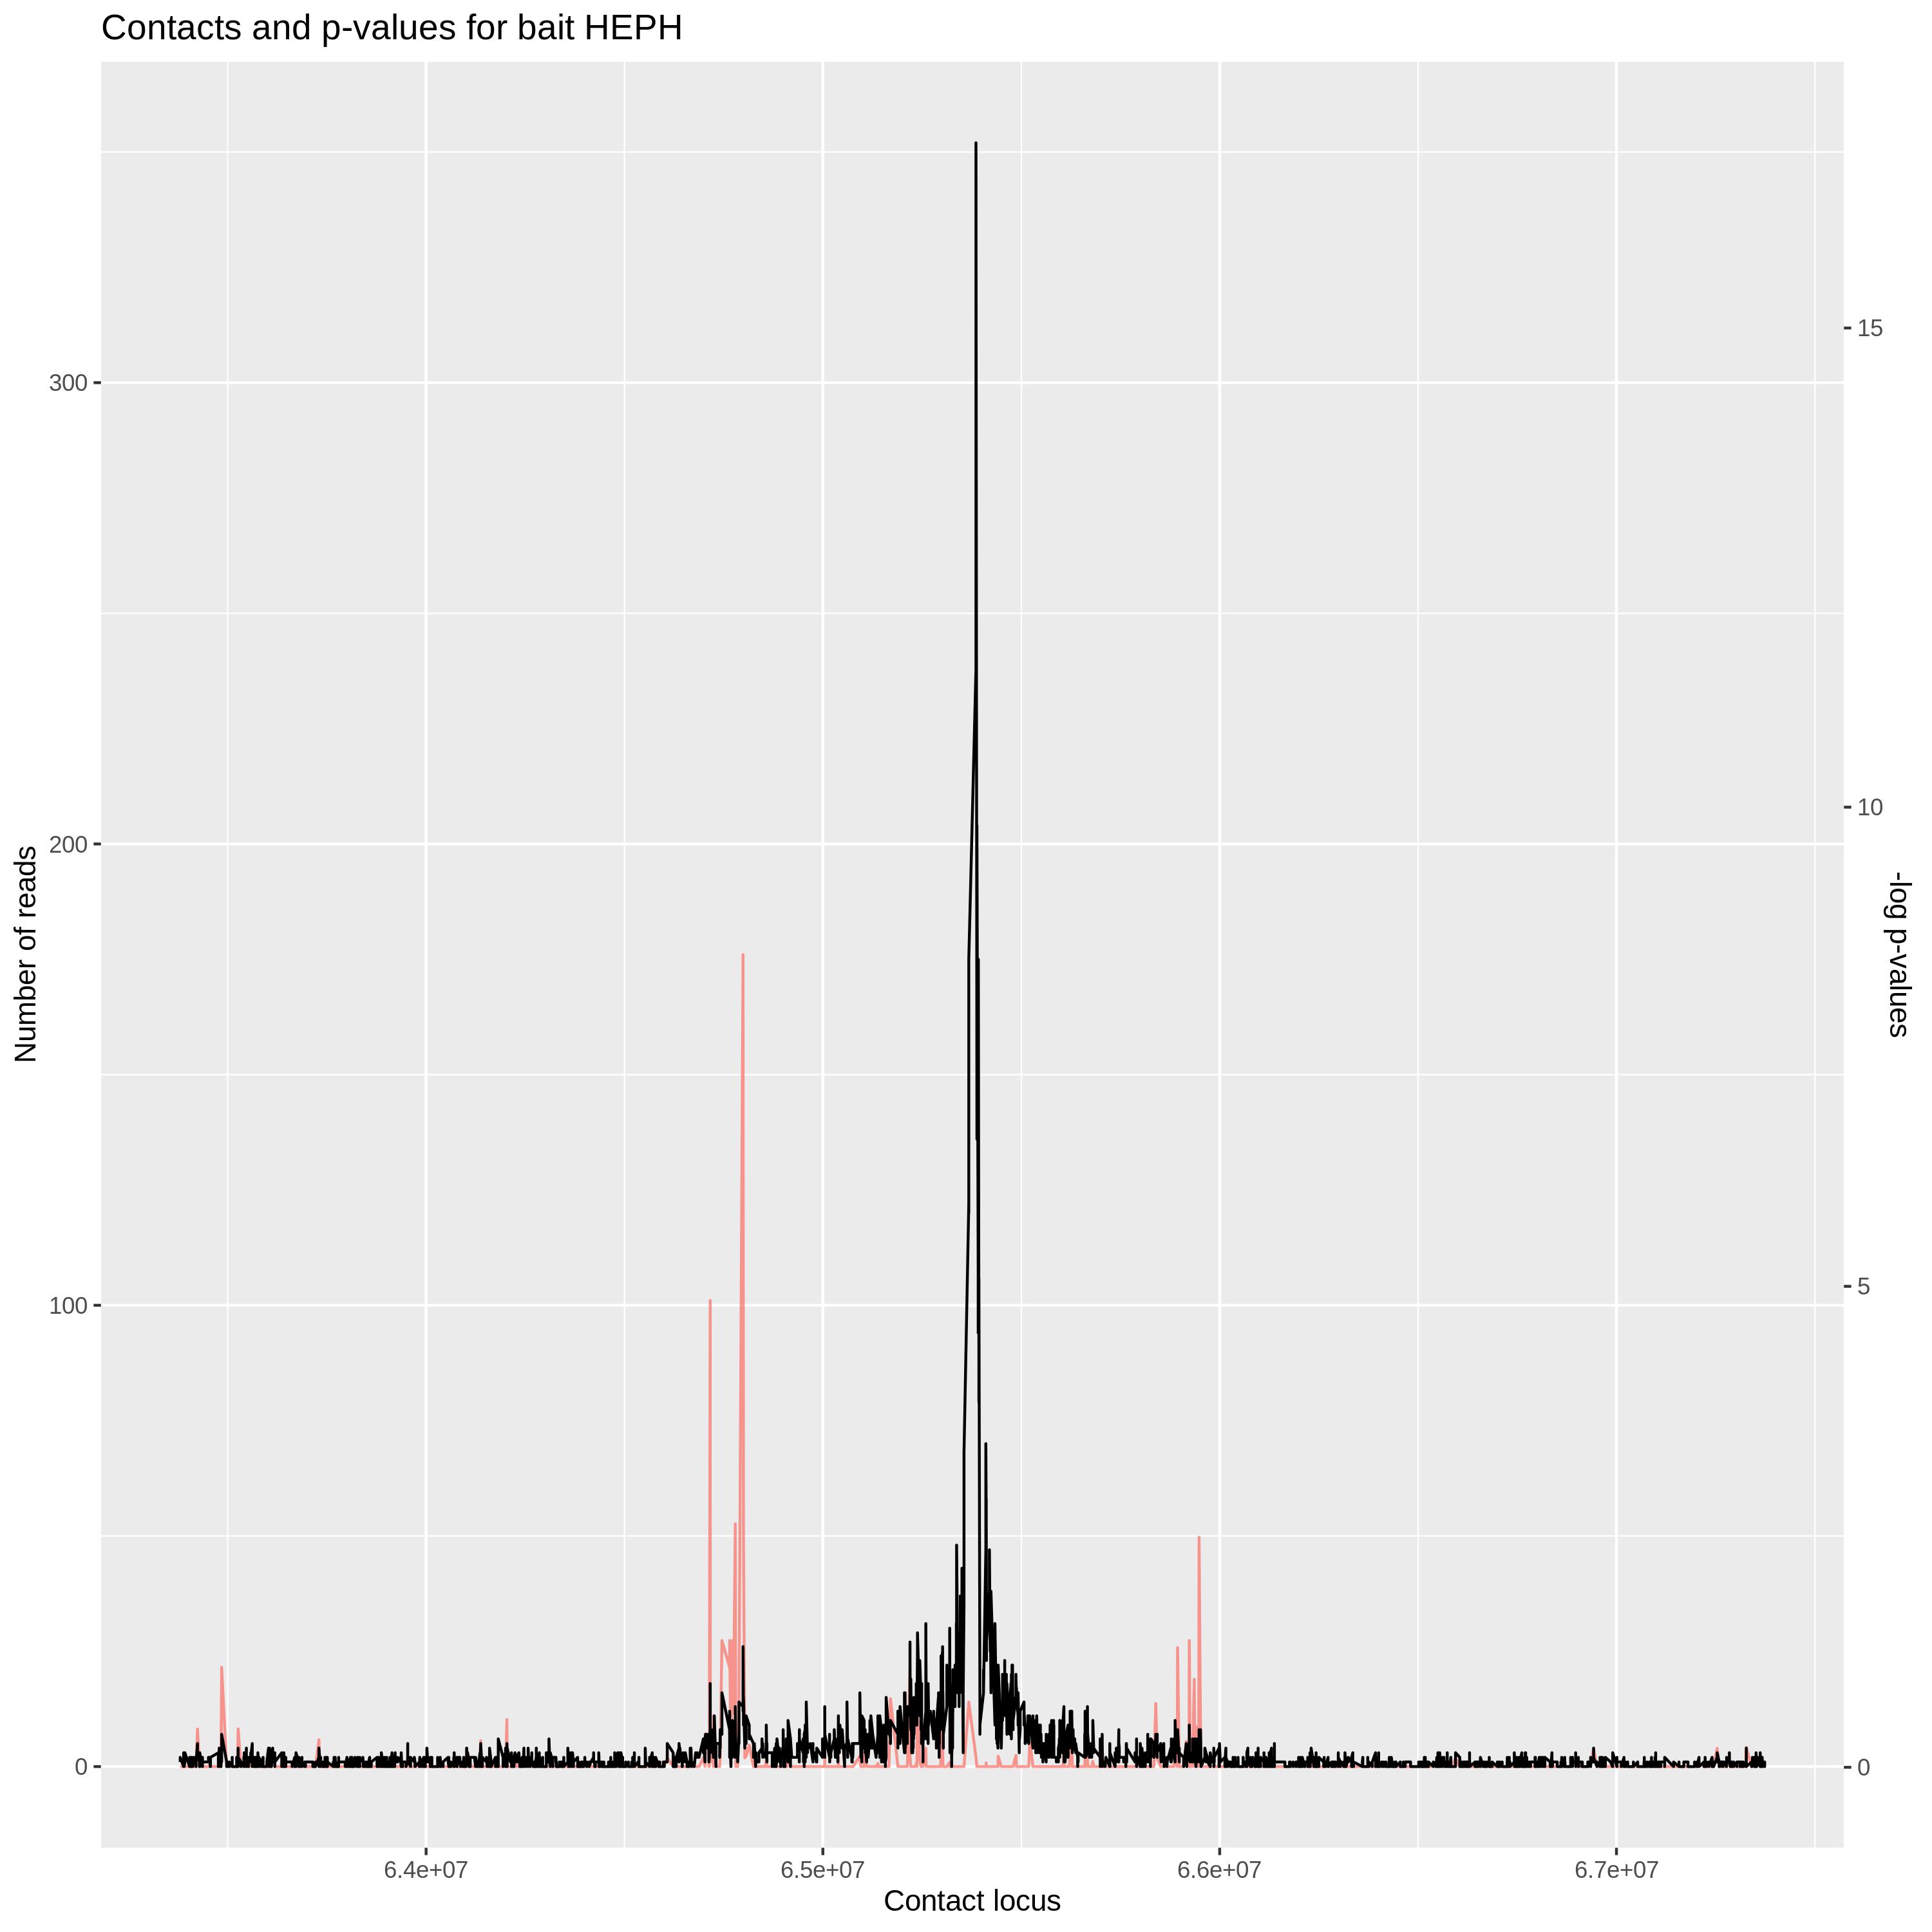 Contacts and p-values for bait HEPH
Number of reads
300
200
100
0
15
10
5
0
-log p-values
6.4e+07 6.5e+07 6.6e+07 6.7e+07
Contact locus